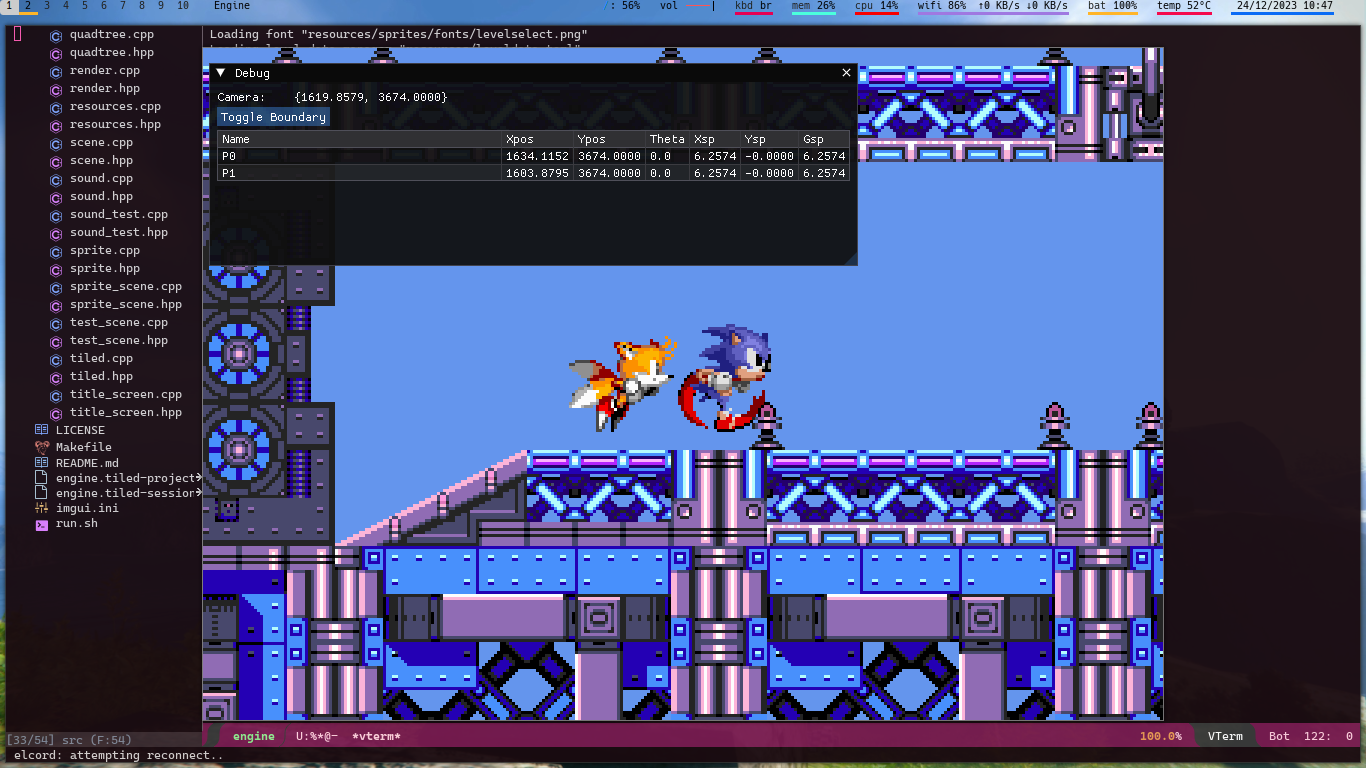 1 2 3 4 5 6 7 8 9 10 Engine
: 56% vol | kbd br mem 26% cpu 14% wifi 86% ↑0 KB/s ↓0 KB/s bat 100% temp 52°C 24/12/2023 10:47
quadtree.cpp
quadtree.hpp
render.cpp
render.hpp
resources.cpp
resources.hpp
scene.cpp
scene.hpp
sound.cpp
sound.hpp
sound_test.cpp
sound_test.hpp
sprite.cpp
sprite.hpp
sprite_scene.cpp
sprite_scene.hpp
test_scene.cpp
test_scene.hpp
tiled.cpp
tiled.hpp
title_screen.cpp
title_screen.hpp
LICENSE
Makefile
README.md
engine.tiled-project
engine.tiled-session
imgui.ini
run.sh
Loading font "resources/sprites/fonts/levelselect.png"
Debug
Camera: {1619.8579, 3674.0000}
Toggle Boundary
Name Xpos Ypos Theta Xsp Ysp Gsp
P0 1634.1152 3674.0000 0.0 6.2574 -0.0000 6.2574
P1 1603.8795 3674.0000 0.0 6.2574 -0.0000 6.2574
[33/54] src (F:54)
engine U:%*@− *vterm* 100.0% VTerm Bot 122: 0
elcord: attempting reconnect..